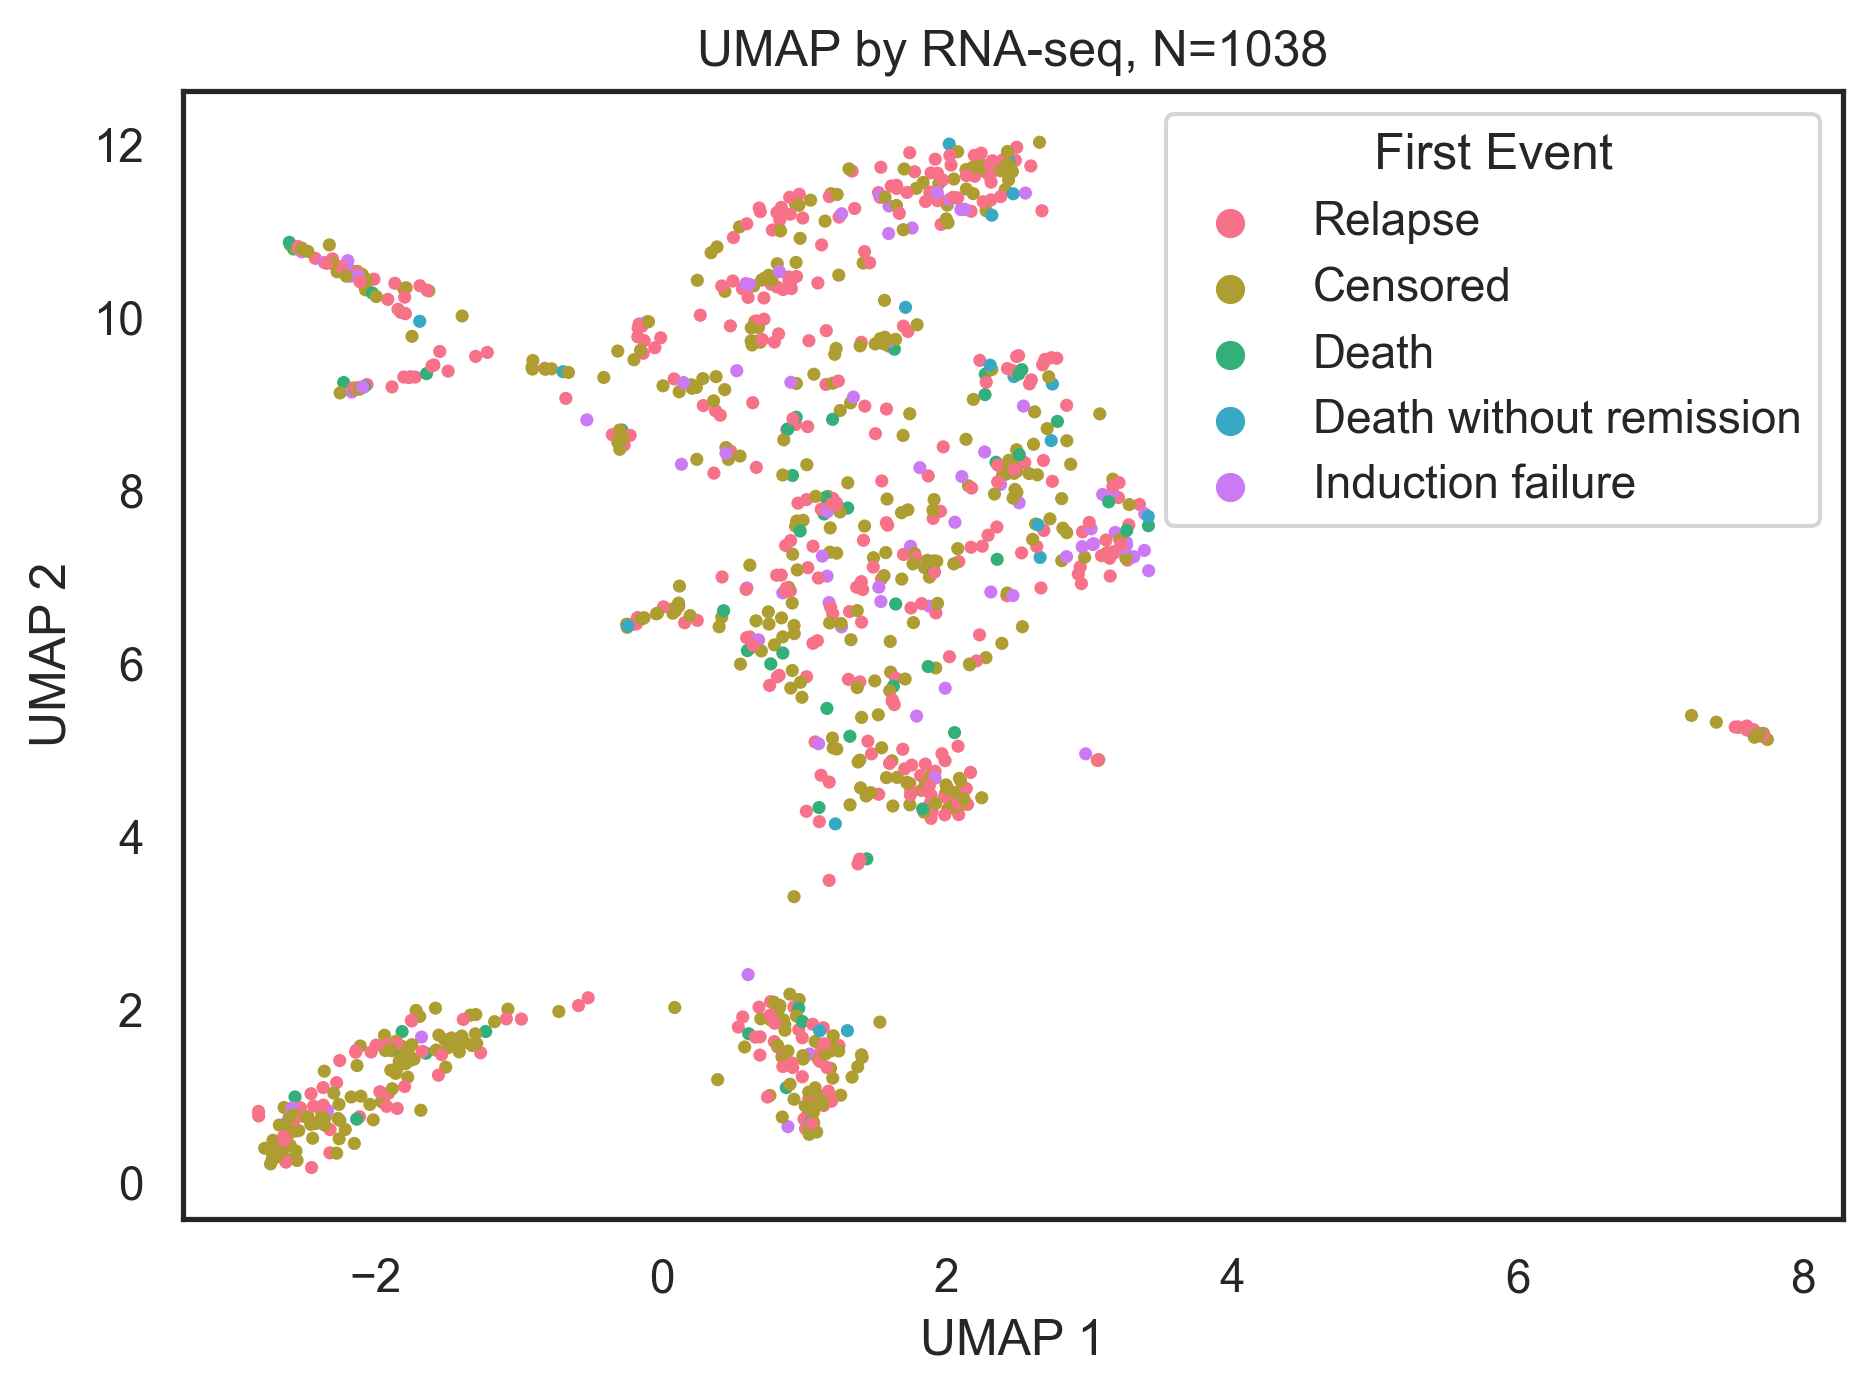 UMAP by RNA-seq, N=1038
First Event
Relapse
Censored
Death
Death without remission
Induction failure
12
10
8
6
4
2
0
UMAP 2
−2 0 2 4 6 8
UMAP 1